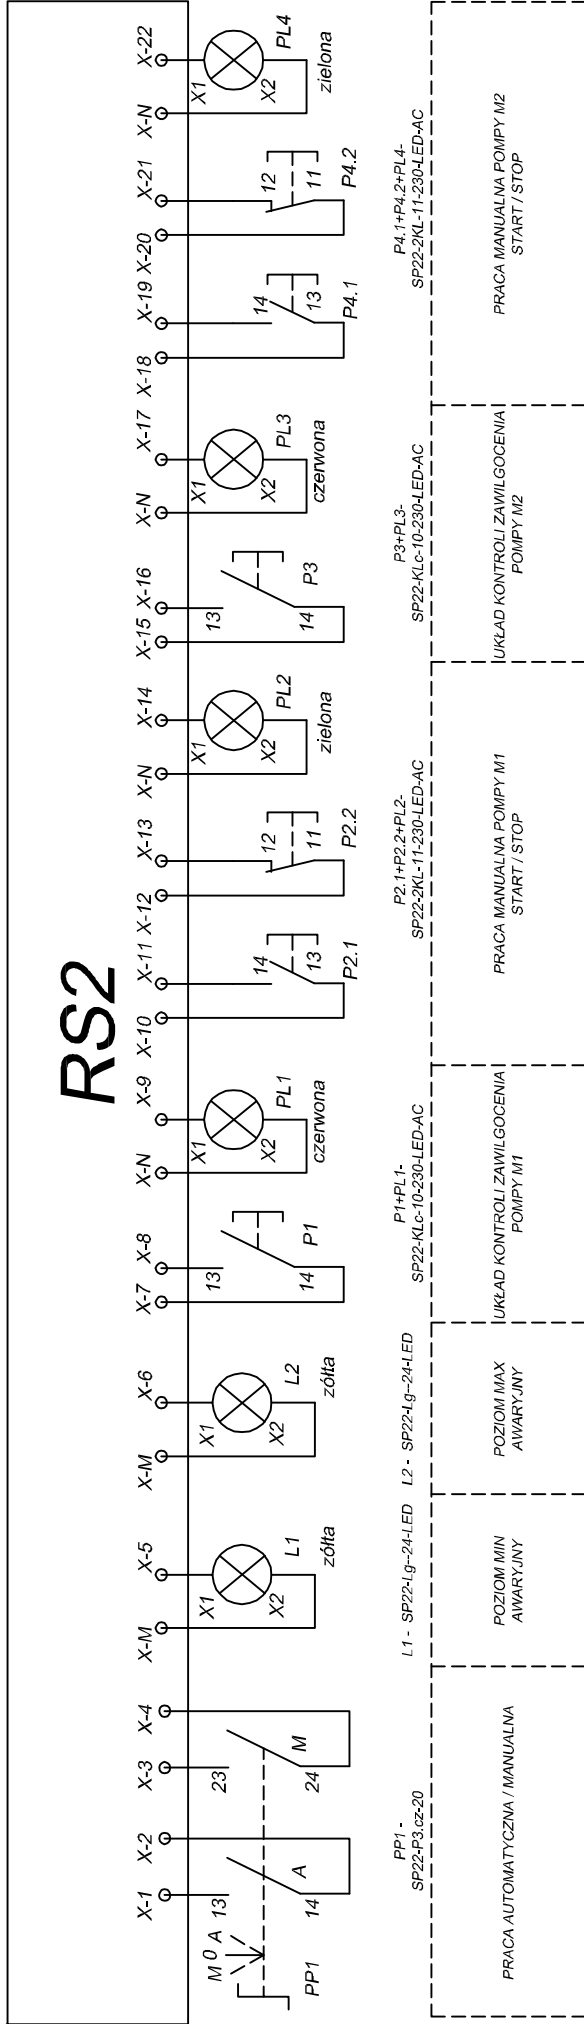 RS2
X-1
X-2
X-3
X-4
X-M
X-5
X-M
X-6
X-7
X-8
X-N
X-9
X-10
X-11
X-12
X-13
X-N
X-14
X-15
X-16
X-N
X-17
X-18
X-19
X-20
X-21
X-N
X-22
M 0 A
PP1
13
14
A
23
24
M
X1
X2
L1
żółta
X1
X2
L2
żółta
13
14
P1
X1
X2
PL1
czerwona
14
13
P2.1
12
11
P2.2
X1
X2
PL2
zielona
13
14
P3
X1
X2
PL3
czerwona
14
13
P4.1
12
11
P4.2
X1
X2
PL4
zielona
PP1 -
SP22-P3.cz-20
L1 - SP22-Lg--24-LED
L2 - SP22-Lg--24-LED
P1+PL1-
SP22-KLc-10-230-LED-AC
P2.1+P2.2+PL2-
SP22-2KL-11-230-LED-AC
P3+PL3-
SP22-KLc-10-230-LED-AC
P4.1+P4.2+PL4-
SP22-2KL-11-230-LED-AC
PRACA AUTOMATYCZNA / MANUALNA
POZIOM MIN
AWARYJNY
POZIOM MAX
AWARYJNY
UKŁAD KONTROLI ZAWILGOCENIA
POMPY M1
PRACA MANUALNA POMPY M1
START / STOP
UKŁAD KONTROLI ZAWILGOCENIA
POMPY M2
PRACA MANUALNA POMPY M2
START / STOP